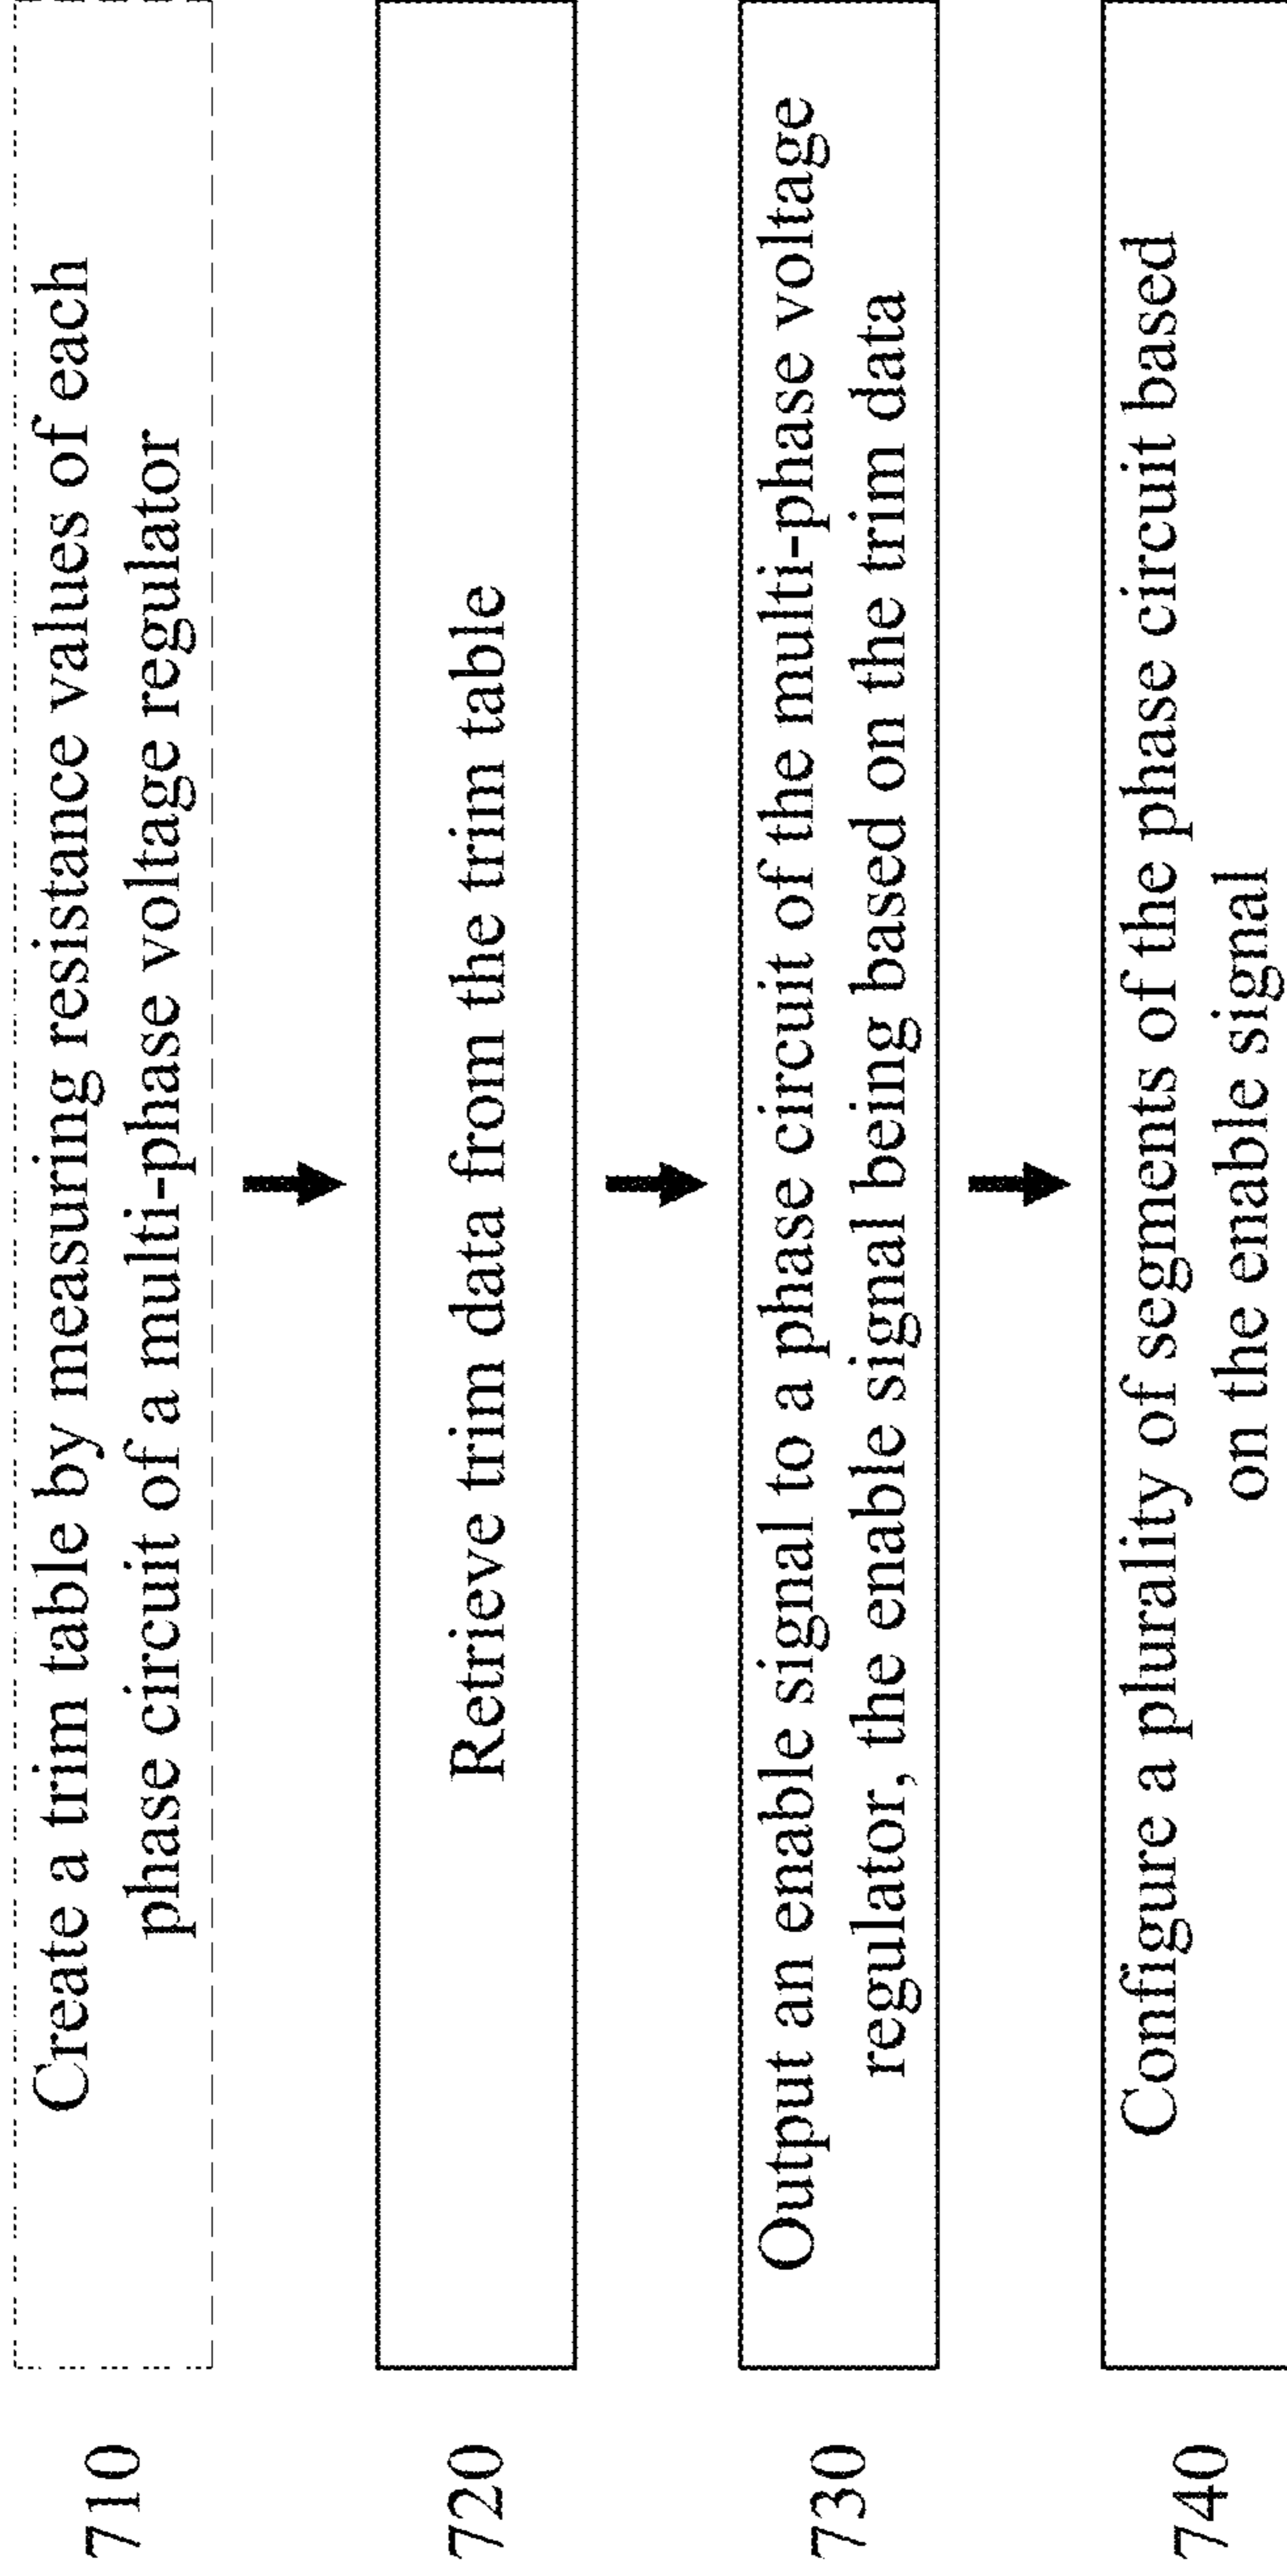 710
Create a trim table by measuring resistance values of each
phase circuit of a multi-phase voltage regulator
720
Retrieve trim data from the trim table
730
Output an enable signal to a phase circuit of the multi-phase voltage
regulator, the enable signal being based on the trim data
740
Configure a plurality of segments of the phase circuit based
on the enable signal